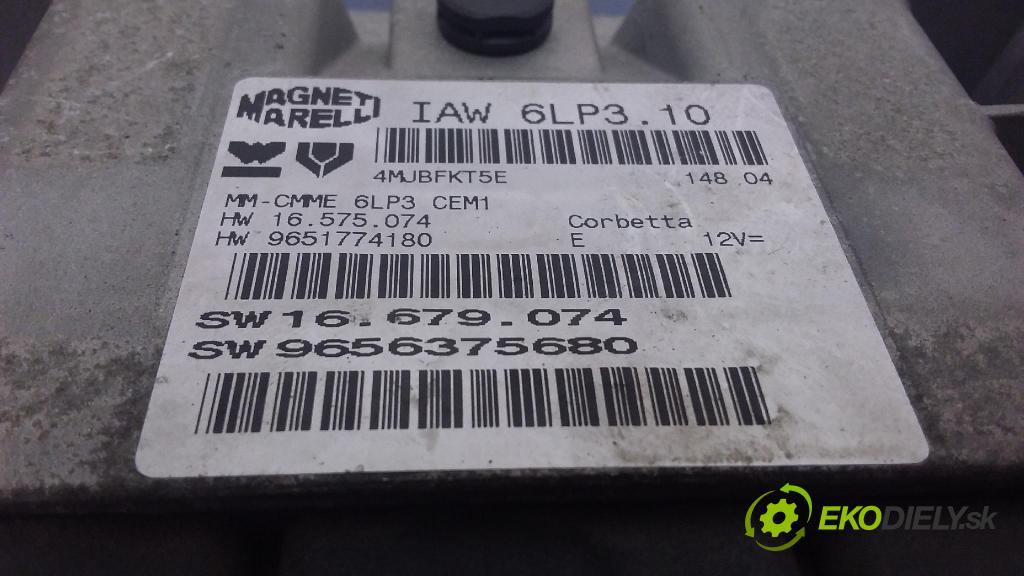 MAGNETI
MARELLI
IAW 6LP3.10
4MJBFKT5E 148 04
MM-CMME 6LP3 CEM1
HW 16.575.074 Corbetta
HW 9651774180 E 12V=
SW 16.679.074
SW 9656375680
EKODIELY.sk